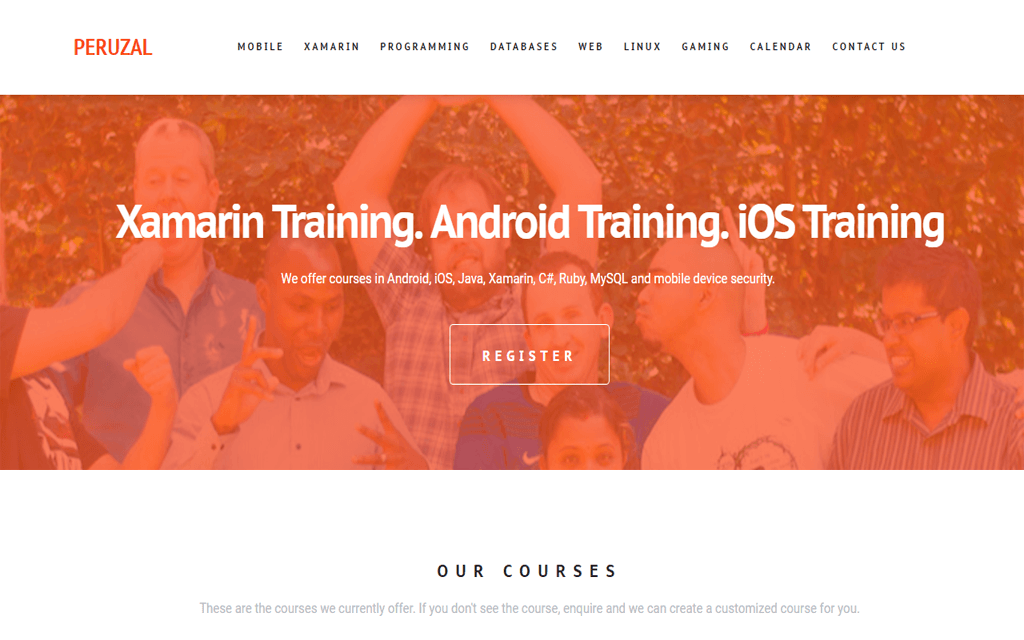 PERUZAL
MOBILE XAMARIN PROGRAMMING DATABASES WEB LINUX GAMING CALENDAR CONTACT US
Xamarin Training. Android Training. iOS Training
We offer courses in Android, iOS, Java, Xamarin, C#, Ruby, MySQL and mobile device security.
REGISTER
OUR COURSES
These are the courses we currently offer. If you don't see the course, enquire and we can create a customized course for you.